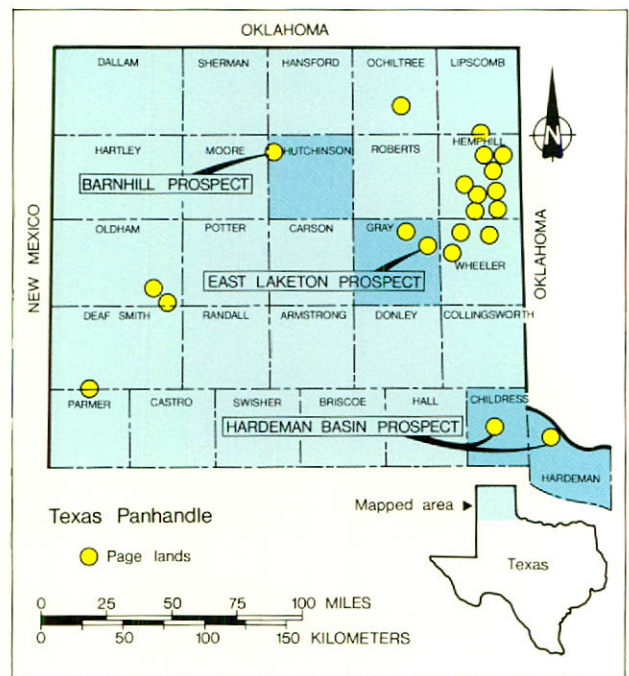 OKLAHOMA
DALLAM SHERMAN HANSFORD OCHILTREE LIPSCOMB
N
HARTLEY MOORE HUTCHINSON ROBERTS HEMPHILL
BARNHILL PROSPECT
NEW MEXICO
OLDHAM POTTER CARSON GRAY
WHEELER
OKLAHOMA
EAST LAKETON PROSPECT
DEAF SMITH RANDALL ARMSTRONG DONLEY COLLINGSWORTH
PARMER CASTRO SWISHER BRISCOE HALL CHILDRESS
HARDEMAN BASIN PROSPECT
HARDEMAN
Texas Panhandle
Mapped area
Page lands
Texas
0 25 50 75 100 MILES
0 50 100 150 KILOMETERS